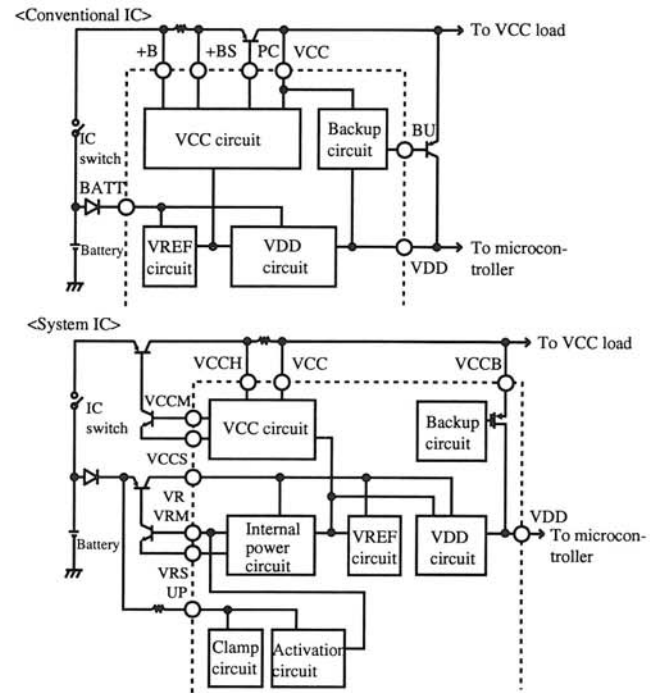 <Conventional IC>
To VCC load
+B
+BS
PC
VCC
VCC circuit
Backup
circuit
BU
IC
switch
BATT
Battery
VREF
circuit
VDD
circuit
VDD
To microcon-
troller
<System IC>
To VCC load
VCCH
VCC
VCCB
VCCM
VCC circuit
Backup
circuit
IC
switch
VCCS
VR
VRM
Internal
power
circuit
VREF
circuit
VDD
circuit
VDD
To microcon-
troller
Battery
VRS
UP
Clamp
circuit
Activation
circuit